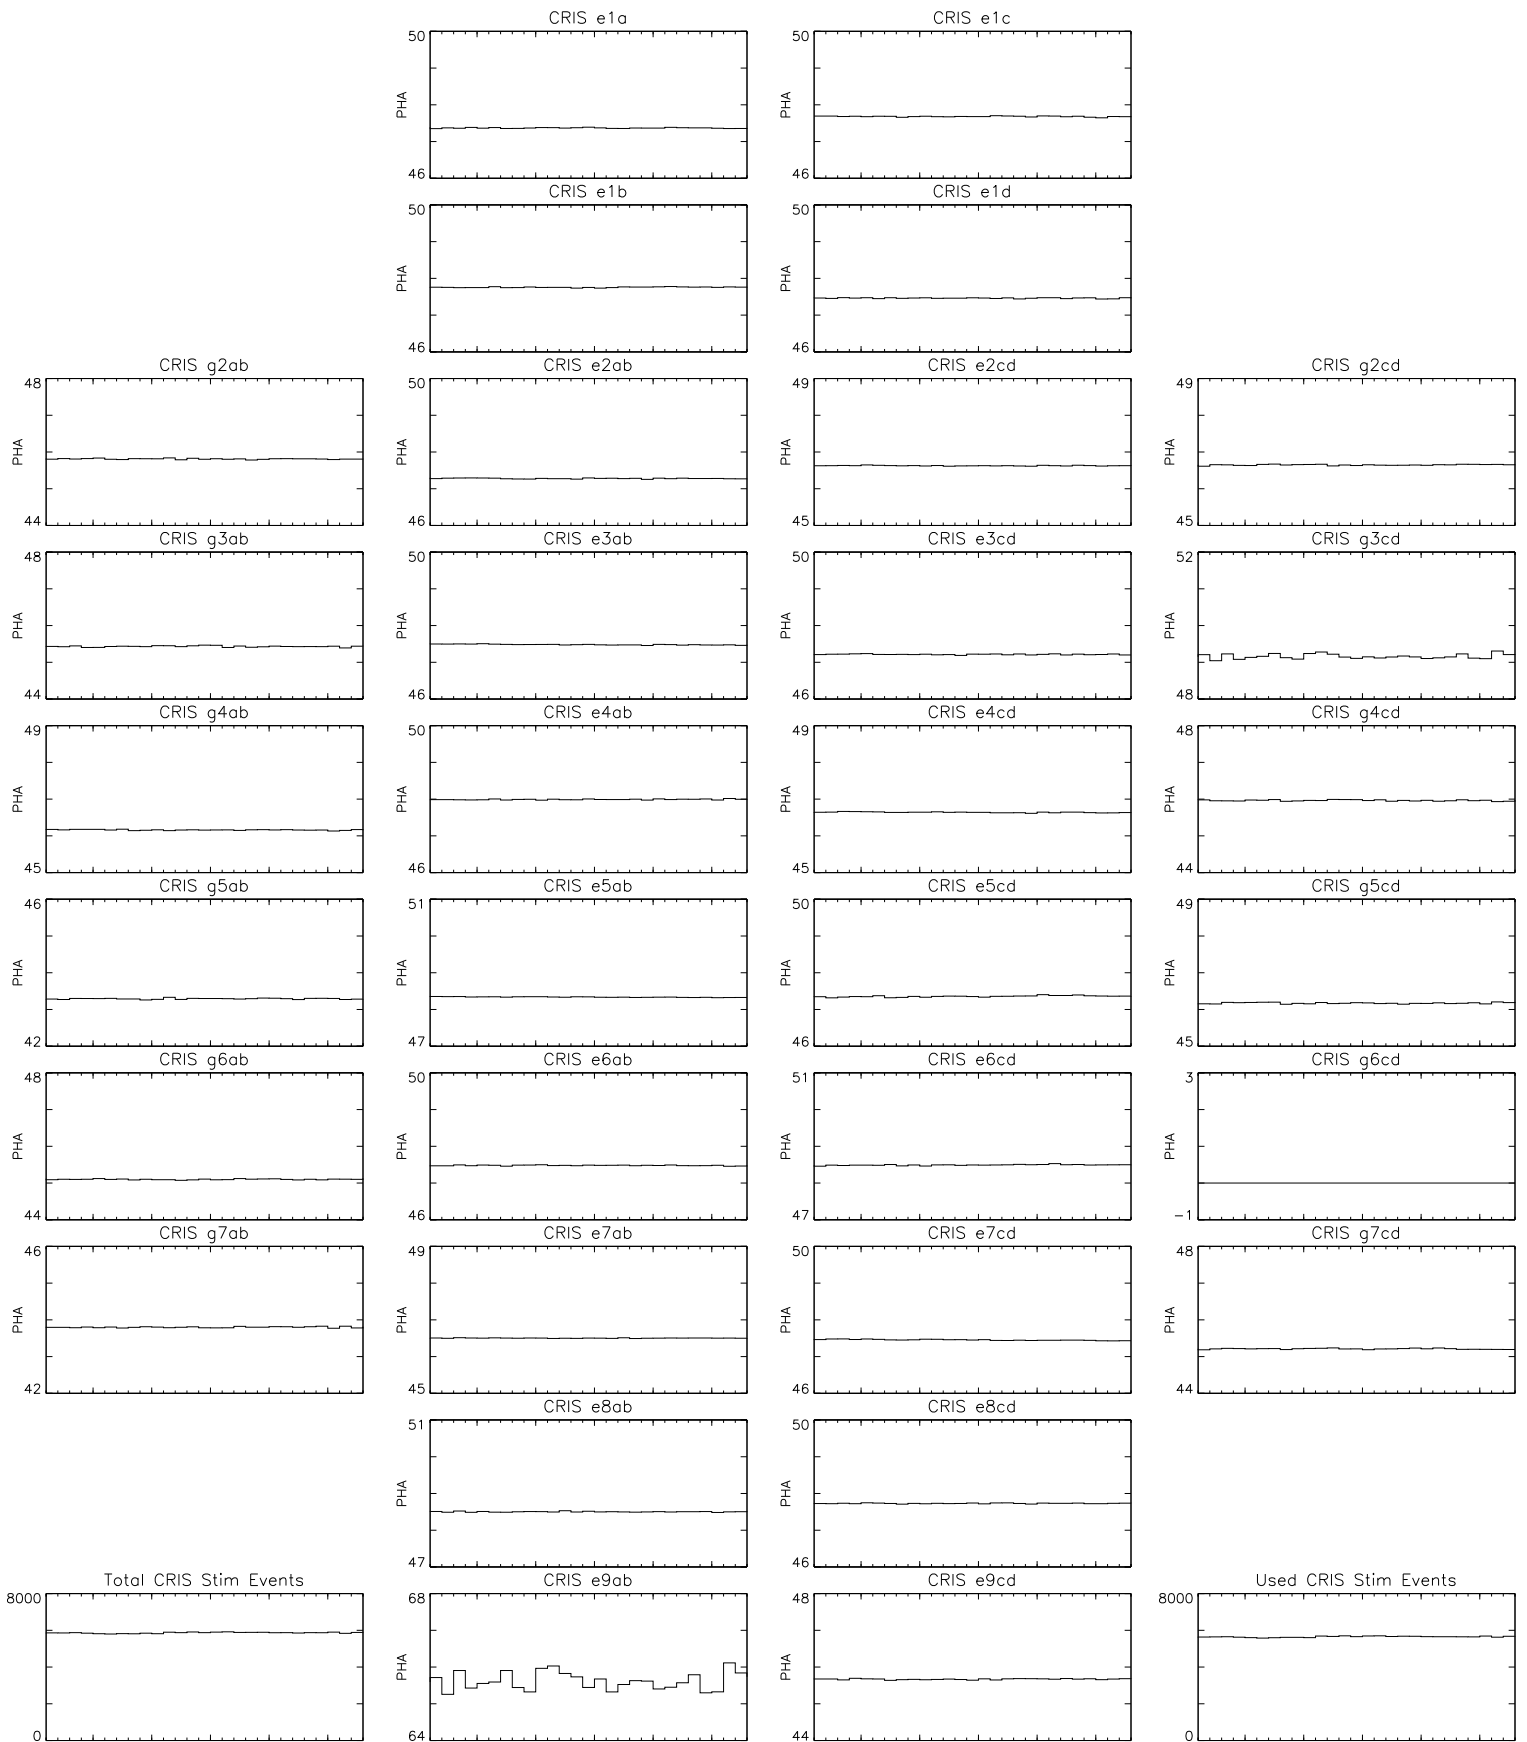 CRIS e1a CRIS e1c
50 50
PHA PHA
46 46
CRIS e1b CRIS e1d
50 50
PHA PHA
46 46
CRIS g2ab CRIS e2ab CRIS e2cd CRIS g2cd
48 50 49 49
PHA PHA PHA PHA
44 46 45 45
CRIS g3ab CRIS e3ab CRIS e3cd CRIS g3cd
48 50 50 52
PHA PHA PHA PHA
44 46 46 48
CRIS g4ab CRIS e4ab CRIS e4cd CRIS g4cd
49 50 49 48
PHA PHA PHA PHA
45 46 45 44
CRIS g5ab CRIS e5ab CRIS e5cd CRIS g5cd
46 51 50 49
PHA PHA PHA PHA
42 47 46 45
CRIS g6ab CRIS e6ab CRIS e6cd CRIS g6cd
48 50 51 3
PHA PHA PHA PHA
44 46 47 -1
CRIS g7ab CRIS e7ab CRIS e7cd CRIS g7cd
46 49 50 48
PHA PHA PHA PHA
42 45 46 44
CRIS e8ab CRIS e8cd
51 50
PHA PHA
47 46
Total CRIS Stim Events CRIS e9ab CRIS e9cd Used CRIS Stim Events
8000 68 48 8000
PHA PHA
0 64 44 0